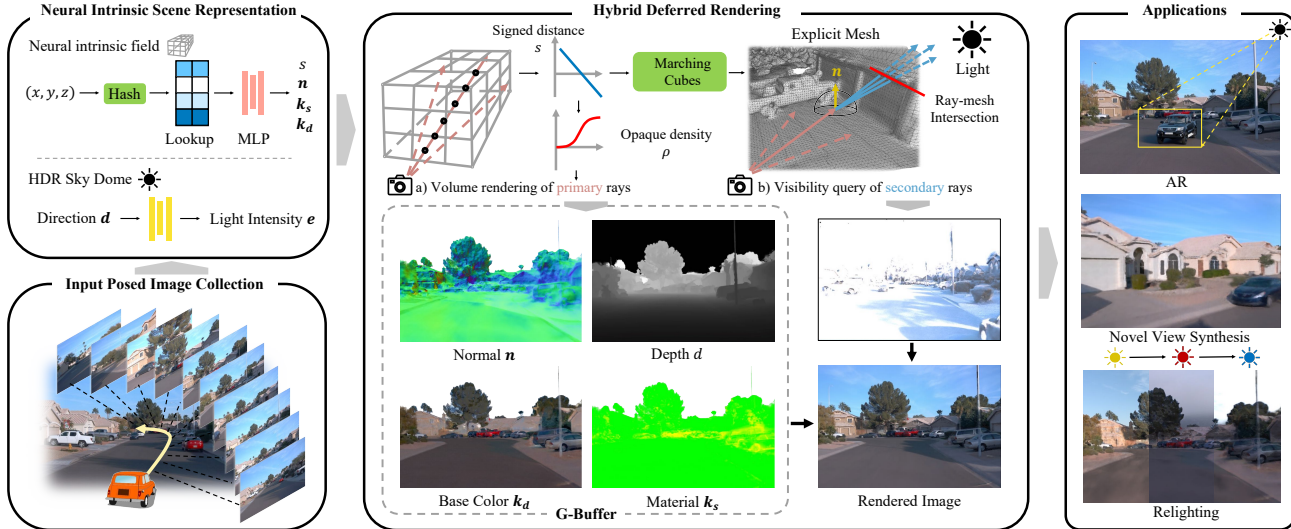 Neural Intrinsic Scene Representation
Neural intrinsic field
(x, y, z)
Hash
Lookup
MLP
s
n
k_s
k_d
HDR Sky Dome
Direction d
Light Intensity e
Input Posed Image Collection
Hybrid Deferred Rendering
Signed distance
s
Marching
Cubes
Explicit Mesh
n
Light
Ray-mesh
Intersection
Opaque density
ρ
a) Volume rendering of primary rays
b) Visibility query of secondary rays
Normal n
Depth d
Base Color k_d
Material k_s
G-Buffer
Rendered Image
Applications
AR
Novel View Synthesis
Relighting